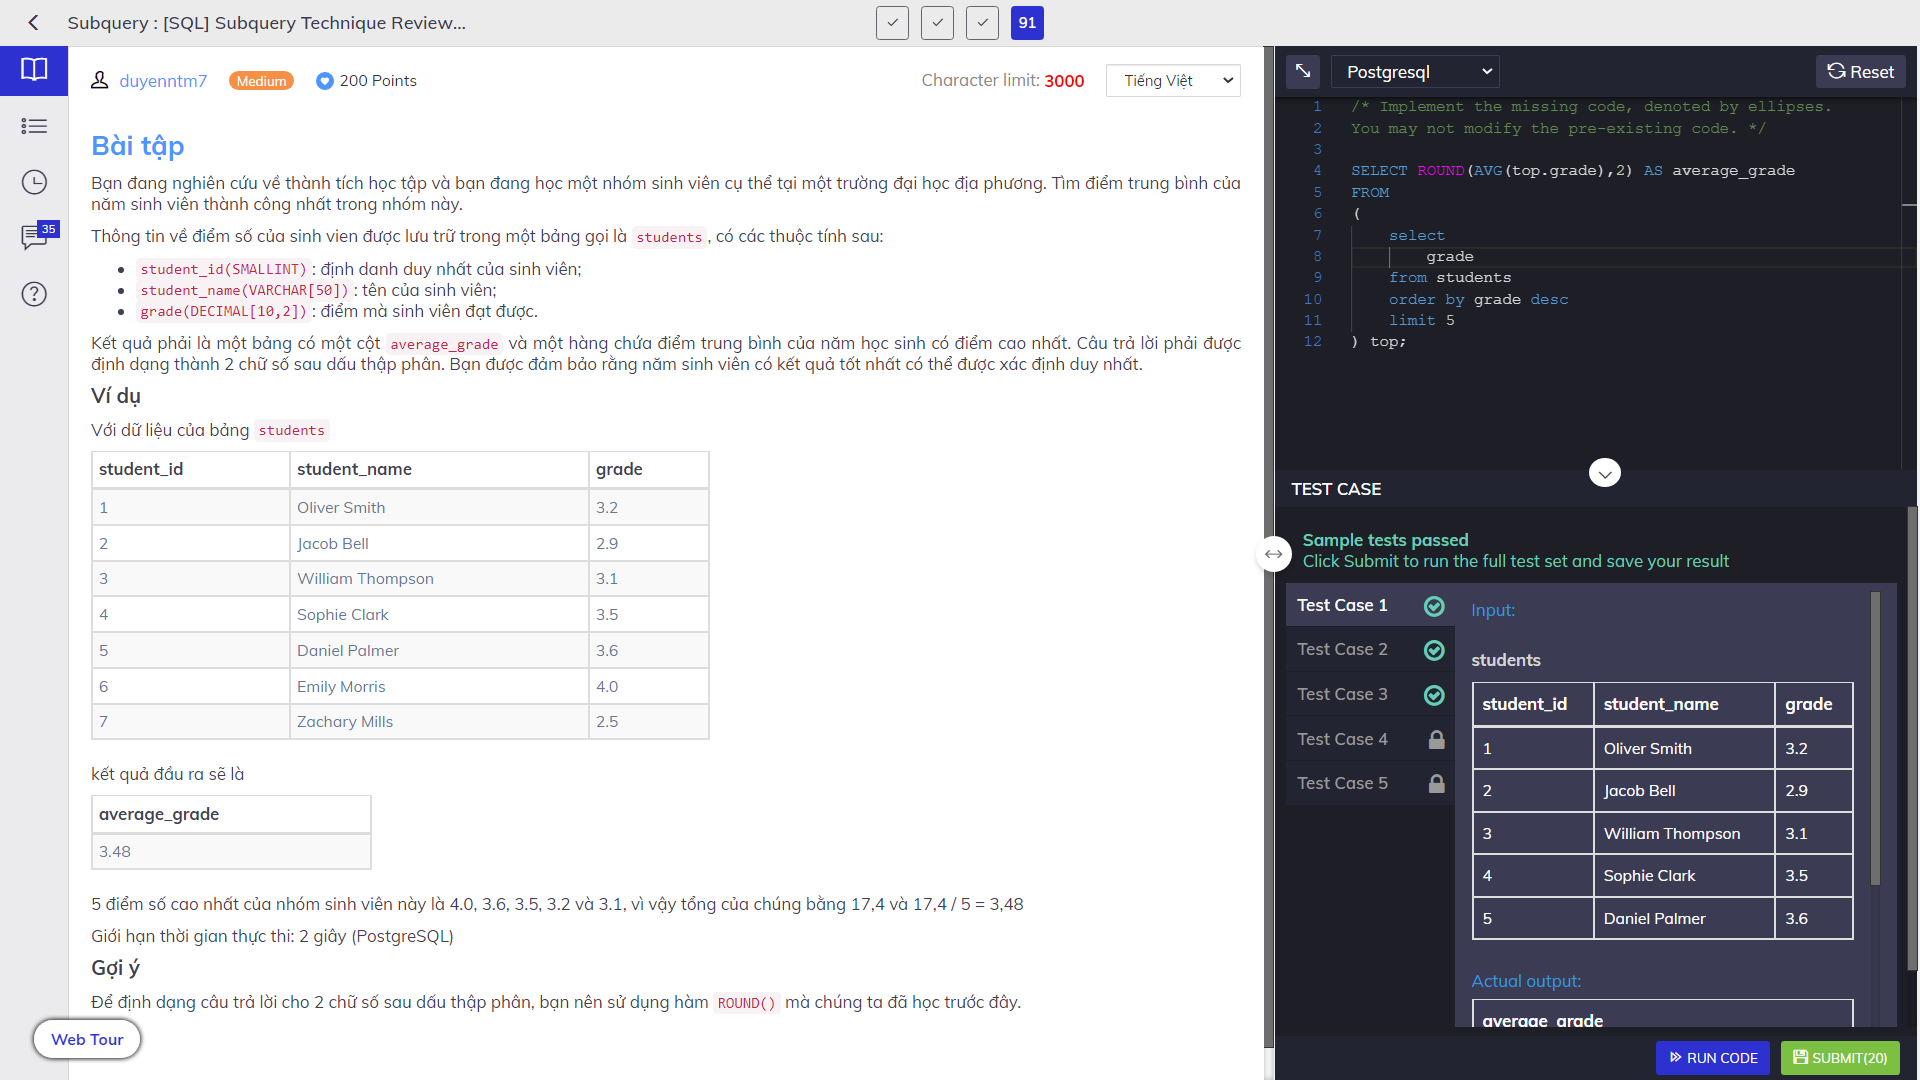 Subquery : [SQL] Subquery Technique Review...
91
duyenntm7
Medium
200 Points
Character limit: 3000
Tiếng Việt
35
Bài tập
Bạn đang nghiên cứu về thành tích học tập và bạn đang học một nhóm sinh viên cụ thể tại một trường đại học địa phương. Tìm điểm trung bình của
năm sinh viên thành công nhất trong nhóm này.
Thông tin về điểm số của sinh vien được lưu trữ trong một bảng gọi là students, có các thuộc tính sau:
student_id(SMALLINT): định danh duy nhất của sinh viên;
student_name(VARCHAR[50]): tên của sinh viên;
grade(DECIMAL[10,2]): điểm mà sinh viên đạt được.
Kết quả phải là một bảng có một cột average_grade và một hàng chứa điểm trung bình của năm học sinh có điểm cao nhất. Câu trả lời phải được
định dạng thành 2 chữ số sau dấu thập phân. Bạn được đảm bảo rằng năm sinh viên có kết quả tốt nhất có thể được xác định duy nhất.
Ví dụ
Với dữ liệu của bảng students
student_id student_name grade
1 Oliver Smith 3.2
2 Jacob Bell 2.9
3 William Thompson 3.1
4 Sophie Clark 3.5
5 Daniel Palmer 3.6
6 Emily Morris 4.0
7 Zachary Mills 2.5
kết quả đầu ra sẽ là
average_grade
3.48
5 điểm số cao nhất của nhóm sinh viên này là 4.0, 3.6, 3.5, 3.2 và 3.1, vì vậy tổng của chúng bằng 17,4 và 17,4 / 5 = 3,48
Giới hạn thời gian thực thi: 2 giây (PostgreSQL)
Gợi ý
Để định dạng câu trả lời cho 2 chữ số sau dấu thập phân, bạn nên sử dụng hàm ROUND() mà chúng ta đã học trước đây.
Web Tour
Postgresql
Reset
1 /* Implement the missing code, denoted by ellipses.
2 You may not modify the pre-existing code. */
3
4 SELECT ROUND(AVG(top.grade),2) AS average_grade
5 FROM
6 (
7 select
8 grade
9 from students
10 order by grade desc
11 limit 5
12 ) top;
TEST CASE
Sample tests passed
Click Submit to run the full test set and save your result
Test Case 1
Test Case 2
Test Case 3
Test Case 4
Test Case 5
Input:
students
student_id student_name grade
1 Oliver Smith 3.2
2 Jacob Bell 2.9
3 William Thompson 3.1
4 Sophie Clark 3.5
5 Daniel Palmer 3.6
Actual output:
average_grade
RUN CODE
SUBMIT(20)